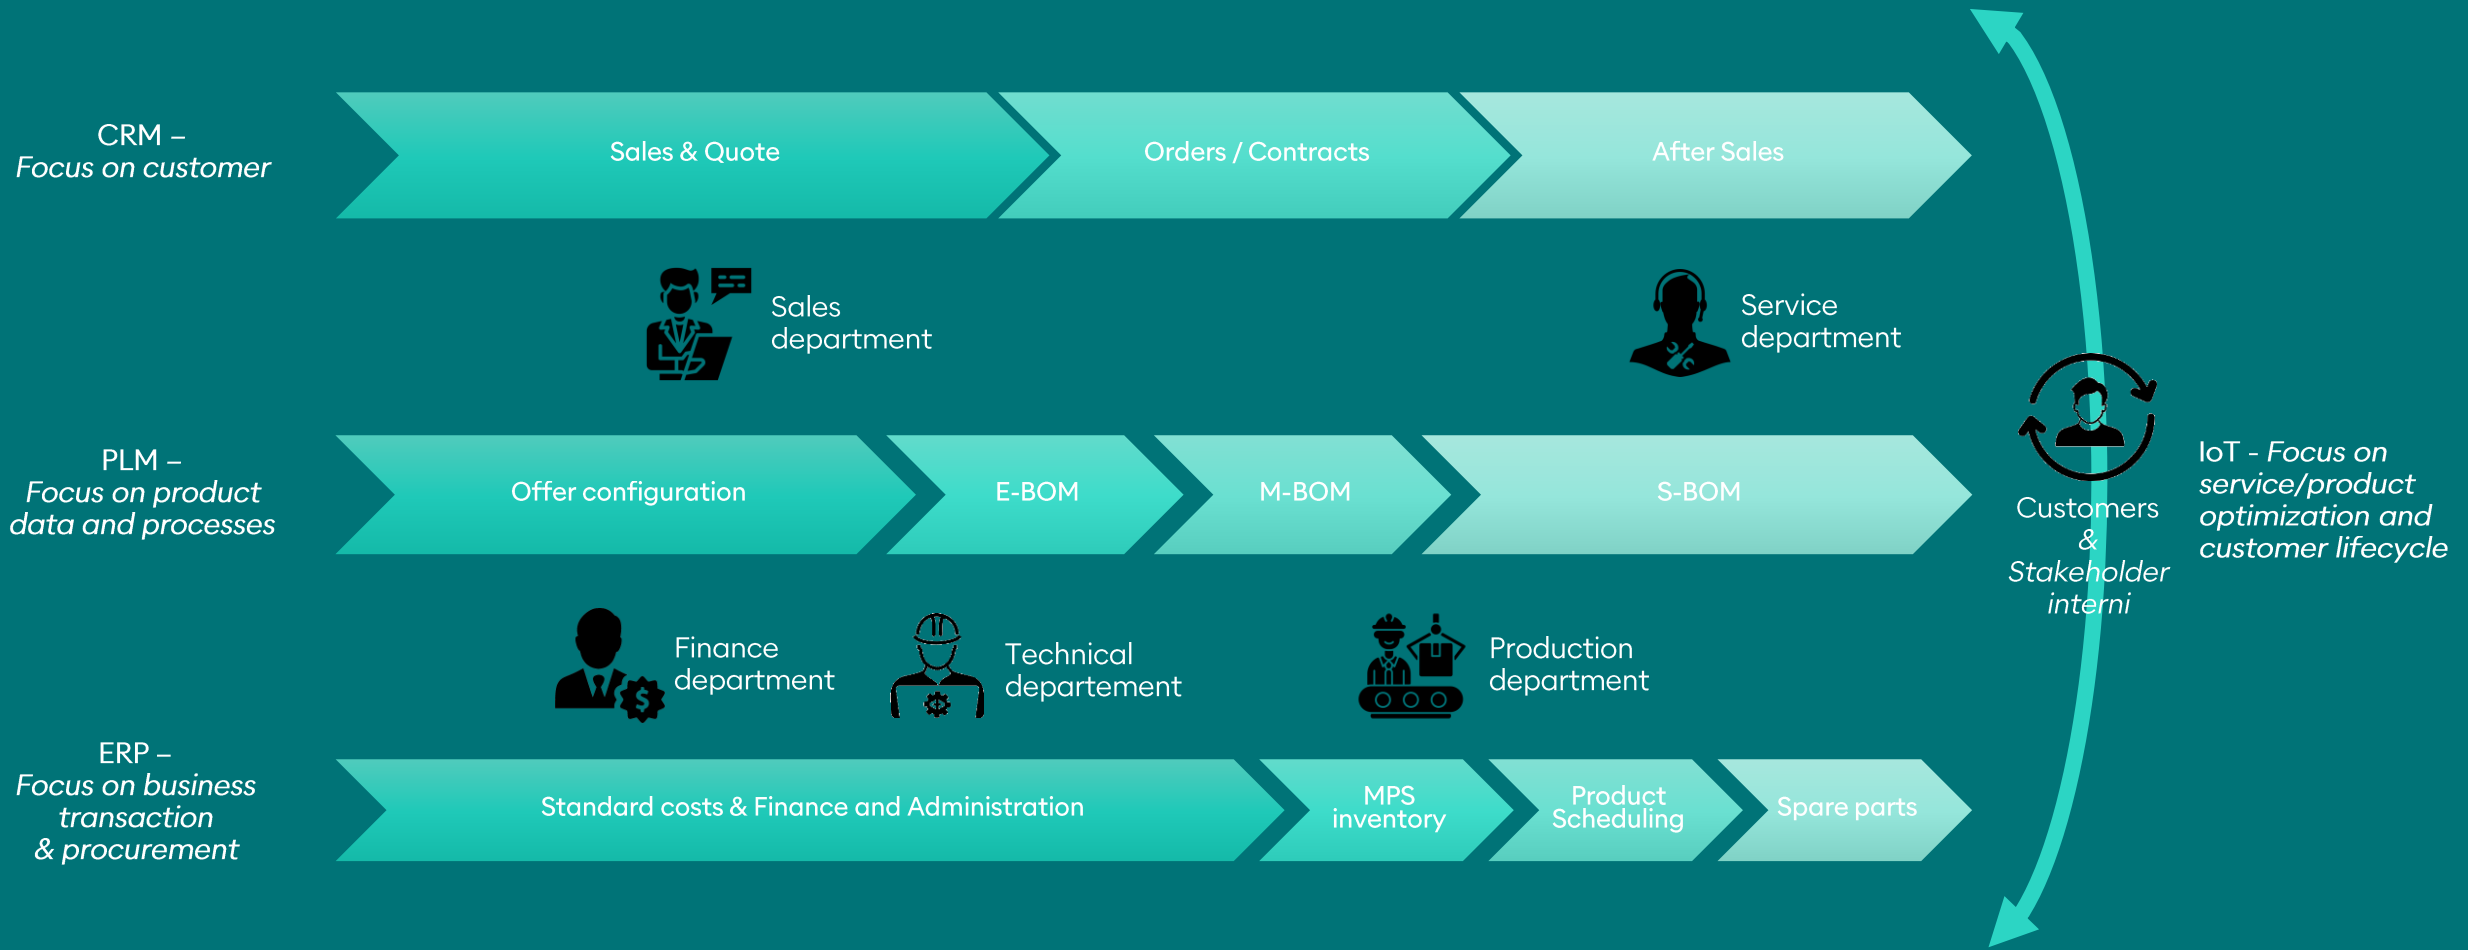 CRM –
Focus on customer
Sales & Quote
Orders / Contracts
After Sales
Sales
department
Service
department
PLM –
Focus on product
data and processes
Offer configuration
E-BOM
M-BOM
S-BOM
Customers
&
Stakeholder
interni
IoT - Focus on
service/product
optimization and
customer lifecycle
Finance
department
Technical
departement
Production
department
ERP –
Focus on business
transaction
& procurement
Standard costs & Finance and Administration
MPS
inventory
Product
Scheduling
Spare parts